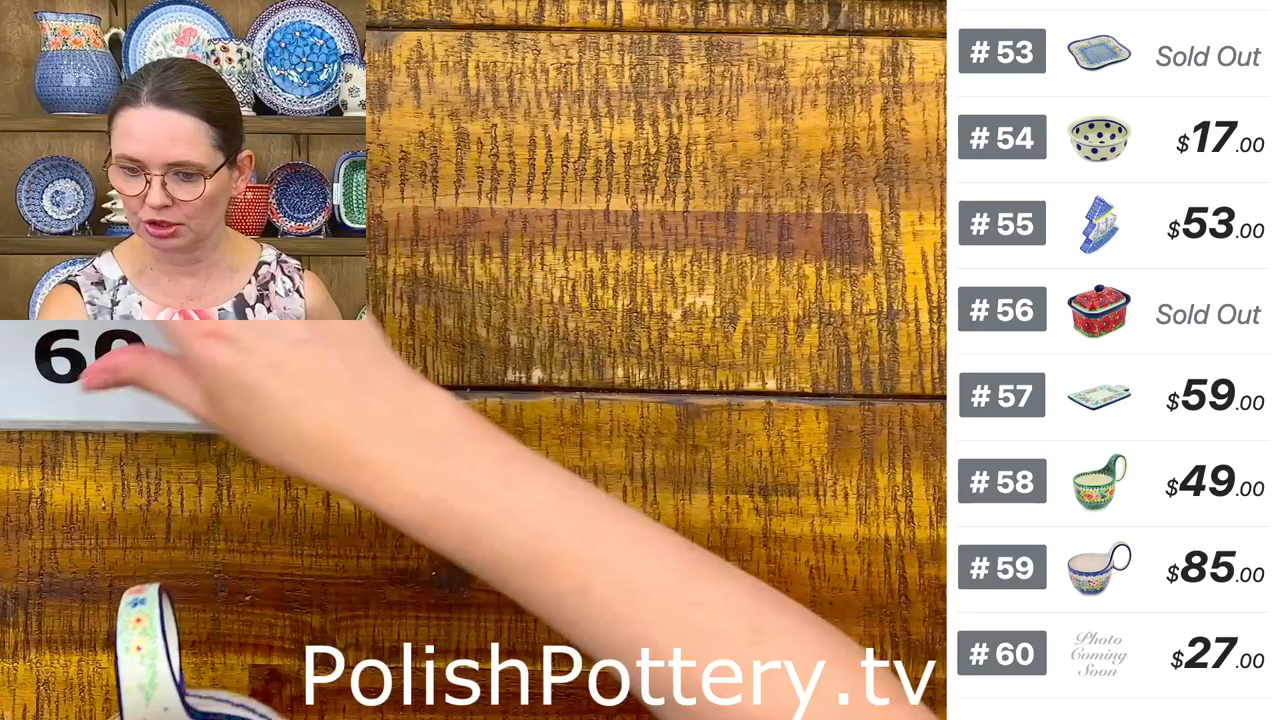 60
PolishPottery.tv
# 53 Sold Out
# 54 $17.00
# 55 $53.00
# 56 Sold Out
# 57 $59.00
# 58 $49.00
# 59 $85.00
# 60 Photo
Coming
Soon $27.00